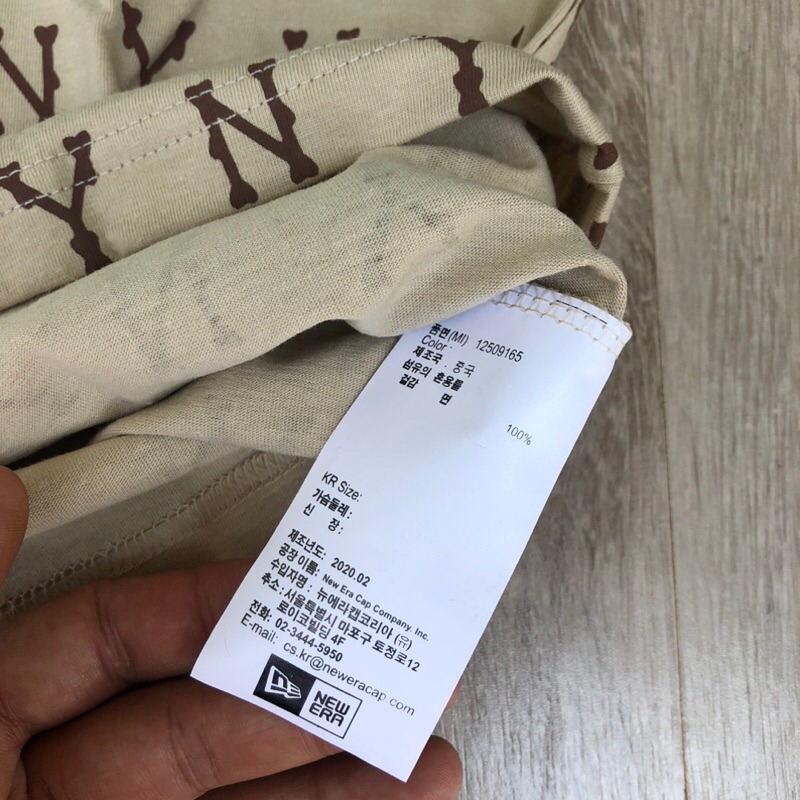 Y N Y
Y N
품번(MI) 12509165
Color :
제조국 : 중국
섬유의 혼용률
겉감 면 100%
KR Size:
가슴둘레 :
신 장 :
제조년도: 2020.02
공장 이름: New Era Cap Company. Inc.
수입자명 : 뉴에라캡코리아 (유)
주소 : 서울특별시 마포구 토정로12
로이코빌딩 4F
전화: 02-3444-5950
E-mail: cs.kr@neweracap.com
NEW
ERA